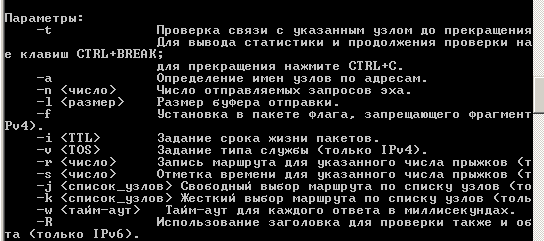 Параметры:
-t Проверка связи с указанным узлом до прекращения
Для вывода статистики и продолжения проверки на
е клавиш CTRL+BREAK;
для прекращения нажмите CTRL+C.
-a Определение имен узлов по адресам.
-n <число> Число отправляемых запросов эха.
-l <размер> Размер буфера отправки.
-f Установка в пакете флага, запрещающего фрагмент
Pv4).
-i <TTL> Задание срока жизни пакетов.
-v <TOS> Задание типа службы (только IPv4).
-r <число> Запись маршрута для указанного числа прыжков (т
-s <число> Отметка времени для указанного числа прыжков (т
-j <список_узлов> Свободный выбор маршрута по списку узлов (то
-k <список_узлов> Жесткий выбор маршрута по списку узлов (толь
-w <тайм-аут> Тайм-аут для каждого ответа в миллисекундах.
-R Использование заголовка для проверки также и об
та (только IPv6).